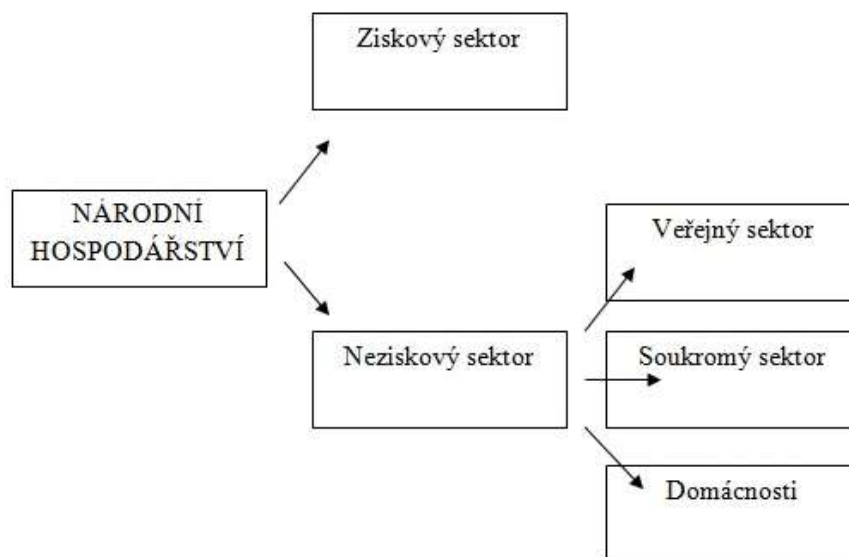 Ziskový sektor
NÁRODNÍ
HOSPODÁŘSTVÍ
Veřejný sektor
Neziskový sektor
Soukromý sektor
Domácnosti